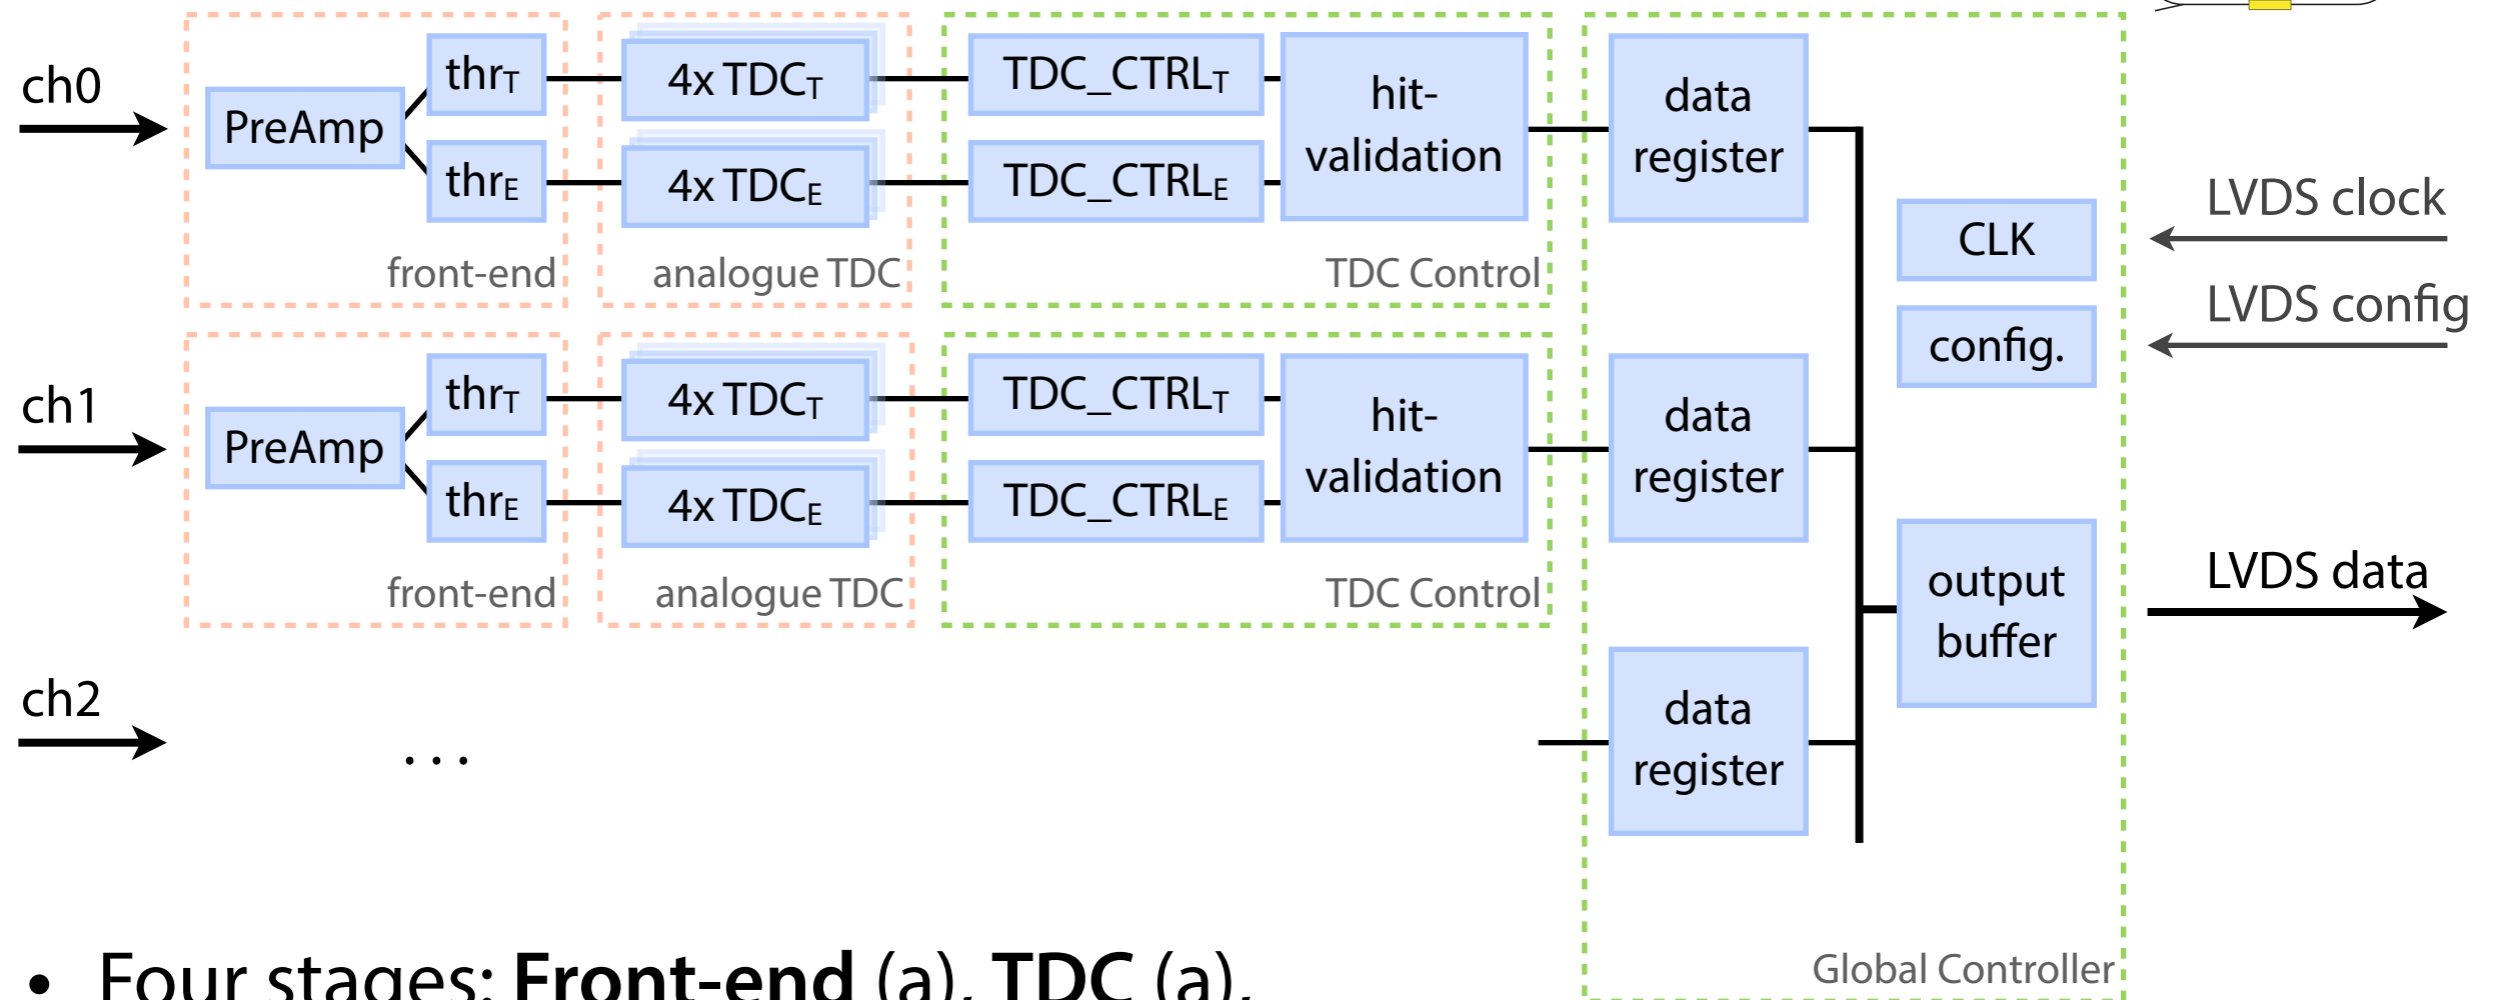 ch0
PreAmp
thrT
thrE
4x TDCT
4x TDCE
TDC_CTRLT
TDC_CTRLE
hit-
validation
data
register
front-end
analogue TDC
TDC Control
CLK
LVDS clock
config.
LVDS config
ch1
PreAmp
thrT
thrE
4x TDCT
4x TDCE
TDC_CTRLT
TDC_CTRLE
hit-
validation
data
register
front-end
analogue TDC
TDC Control
output
buffer
LVDS data
ch2
...
data
register
Global Controller
• Four stages: Front-end (a), TDC (a),